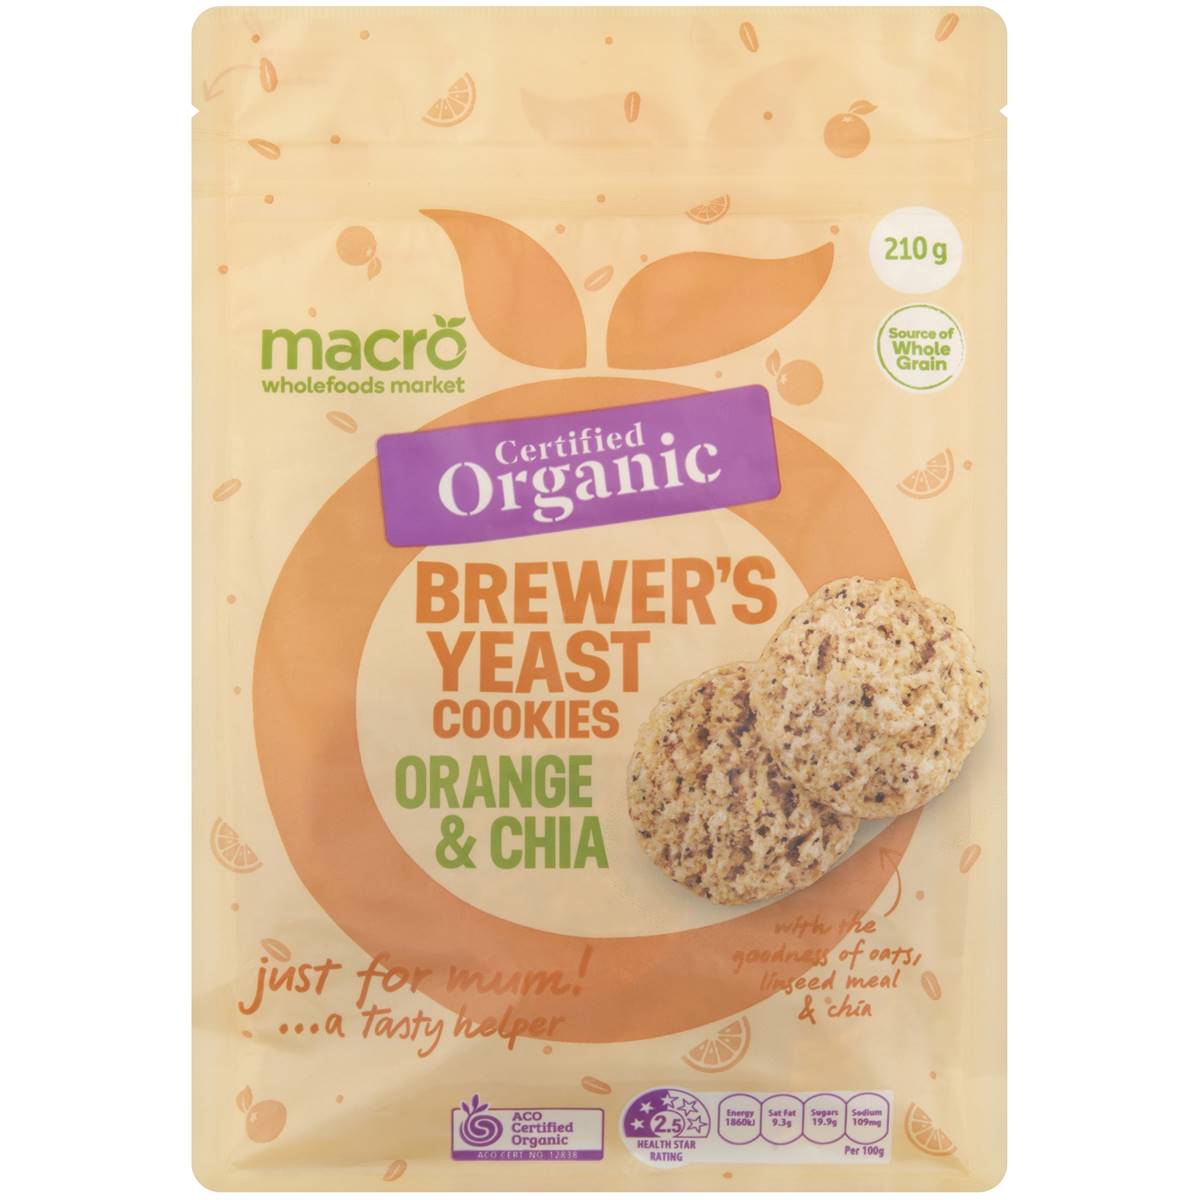 210 g
macro
wholefoods market
Source of
Whole
Grain
Certified
Organic
BREWER'S
YEAST
COOKIES
ORANGE
& CHIA
with the
goodness of oats,
linseed meal
& chia
just for mum!
...a tasty helper
ACO
Certified
Organic
ACO CERT. NO. 12838
2.5
HEALTH STAR
RATING
Energy
1860kJ
Sat Fat
9.3g
Sugars
19.9g
Sodium
109mg
Per 100g